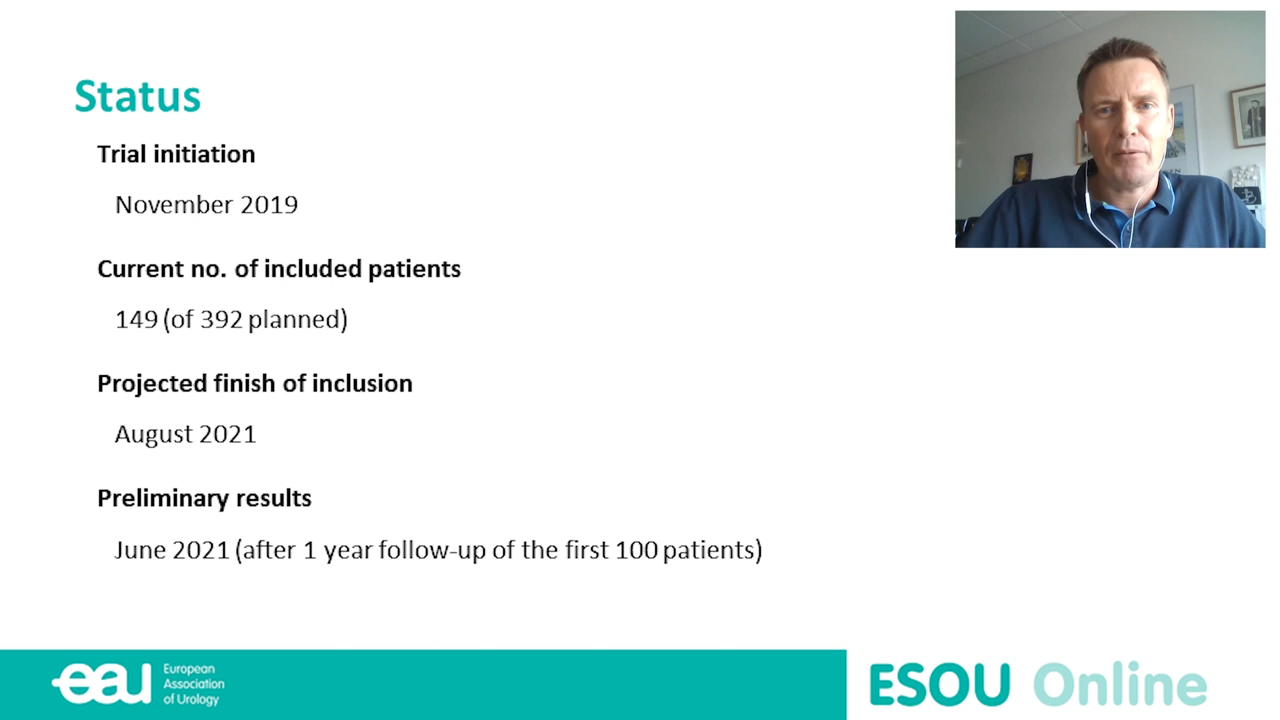 Status
Trial initiation
November 2019
Current no. of included patients
149 (of 392 planned)
Projected finish of inclusion
August 2021
Preliminary results
June 2021 (after 1 year follow-up of the first 100 patients)
eau
European
Association
of Urology
ESOU Online